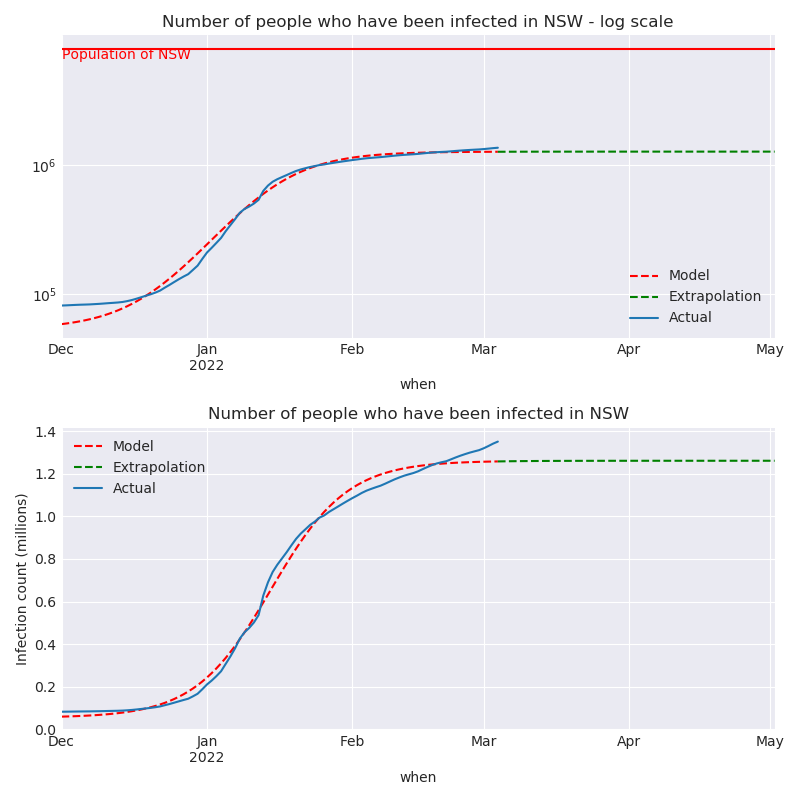 Number of people who have been infected in NSW - log scale
Population of NSW
10^6
10^5
Model
Extrapolation
Actual
Dec Jan Feb Mar Apr May
2022
when
Number of people who have been infected in NSW
Infection count (millions)
1.4
1.2
1.0
0.8
0.6
0.4
0.2
0.0
Model
Extrapolation
Actual
Dec Jan Feb Mar Apr May
2022
when